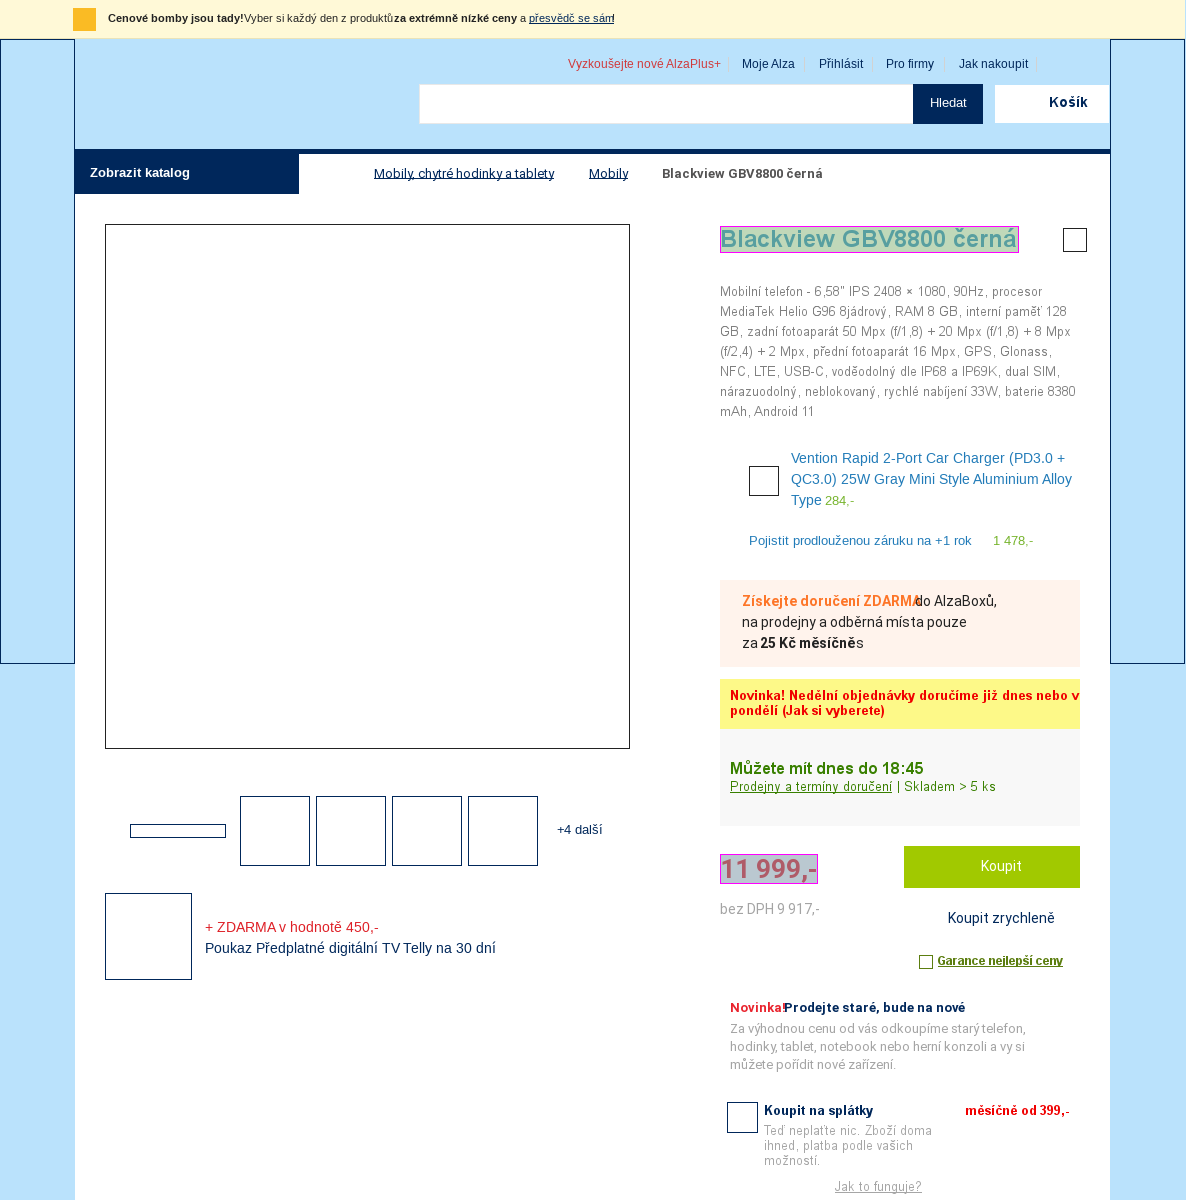 Cenové bomby jsou tady! Vyber si každý den z produktů za extrémně nízké ceny a přesvědč se sám!
Vyzkoušejte nové AlzaPlus+ Moje Alza Přihlásit Pro firmy Jak nakoupit
Hledat Košík
Zobrazit katalog Mobily, chytré hodinky a tablety Mobily Blackview GBV8800 černá
Blackview GBV8800 černá
Mobilní telefon - 6,58" IPS 2408 × 1080, 90Hz, procesor
MediaTek Helio G96 8jádrový, RAM 8 GB, interní paměť 128
GB, zadní fotoaparát 50 Mpx (f/1,8) + 20 Mpx (f/1,8) + 8 Mpx
(f/2,4) + 2 Mpx, přední fotoaparát 16 Mpx, GPS, Glonass,
NFC, LTE, USB-C, voděodolný dle IP68 a IP69K, dual SIM,
nárazuodolný, neblokovaný, rychlé nabíjení 33W, baterie 8380
mAh, Android 11
Vention Rapid 2-Port Car Charger (PD3.0 +
QC3.0) 25W Gray Mini Style Aluminium Alloy
Type 284,-
Pojistit prodlouženou záruku na +1 rok 1 478,-
Získejte doručení ZDARMA do AlzaBoxů,
na prodejny a odběrná místa pouze
za 25 Kč měsíčně s
Novinka! Nedělní objednávky doručíme již dnes nebo v
pondělí (Jak si vyberete)
Můžete mít dnes do 18:45
Prodejny a termíny doručení | Skladem > 5 ks
+4 další
11 999,- Koupit
bez DPH 9 917,-
Koupit zrychleně
+ ZDARMA v hodnotě 450,-
Poukaz Předplatné digitální TV Telly na 30 dní
Garance nejlepší ceny
Novinka! Prodejte staré, bude na nové
Za výhodnou cenu od vás odkoupíme starý telefon,
hodinky, tablet, notebook nebo herní konzoli a vy si
můžete pořídit nové zařízení.
Koupit na splátky měsíčně od 399,-
Teď neplaťte nic. Zboží doma
ihned, platba podle vašich
možností.
Jak to funguje?